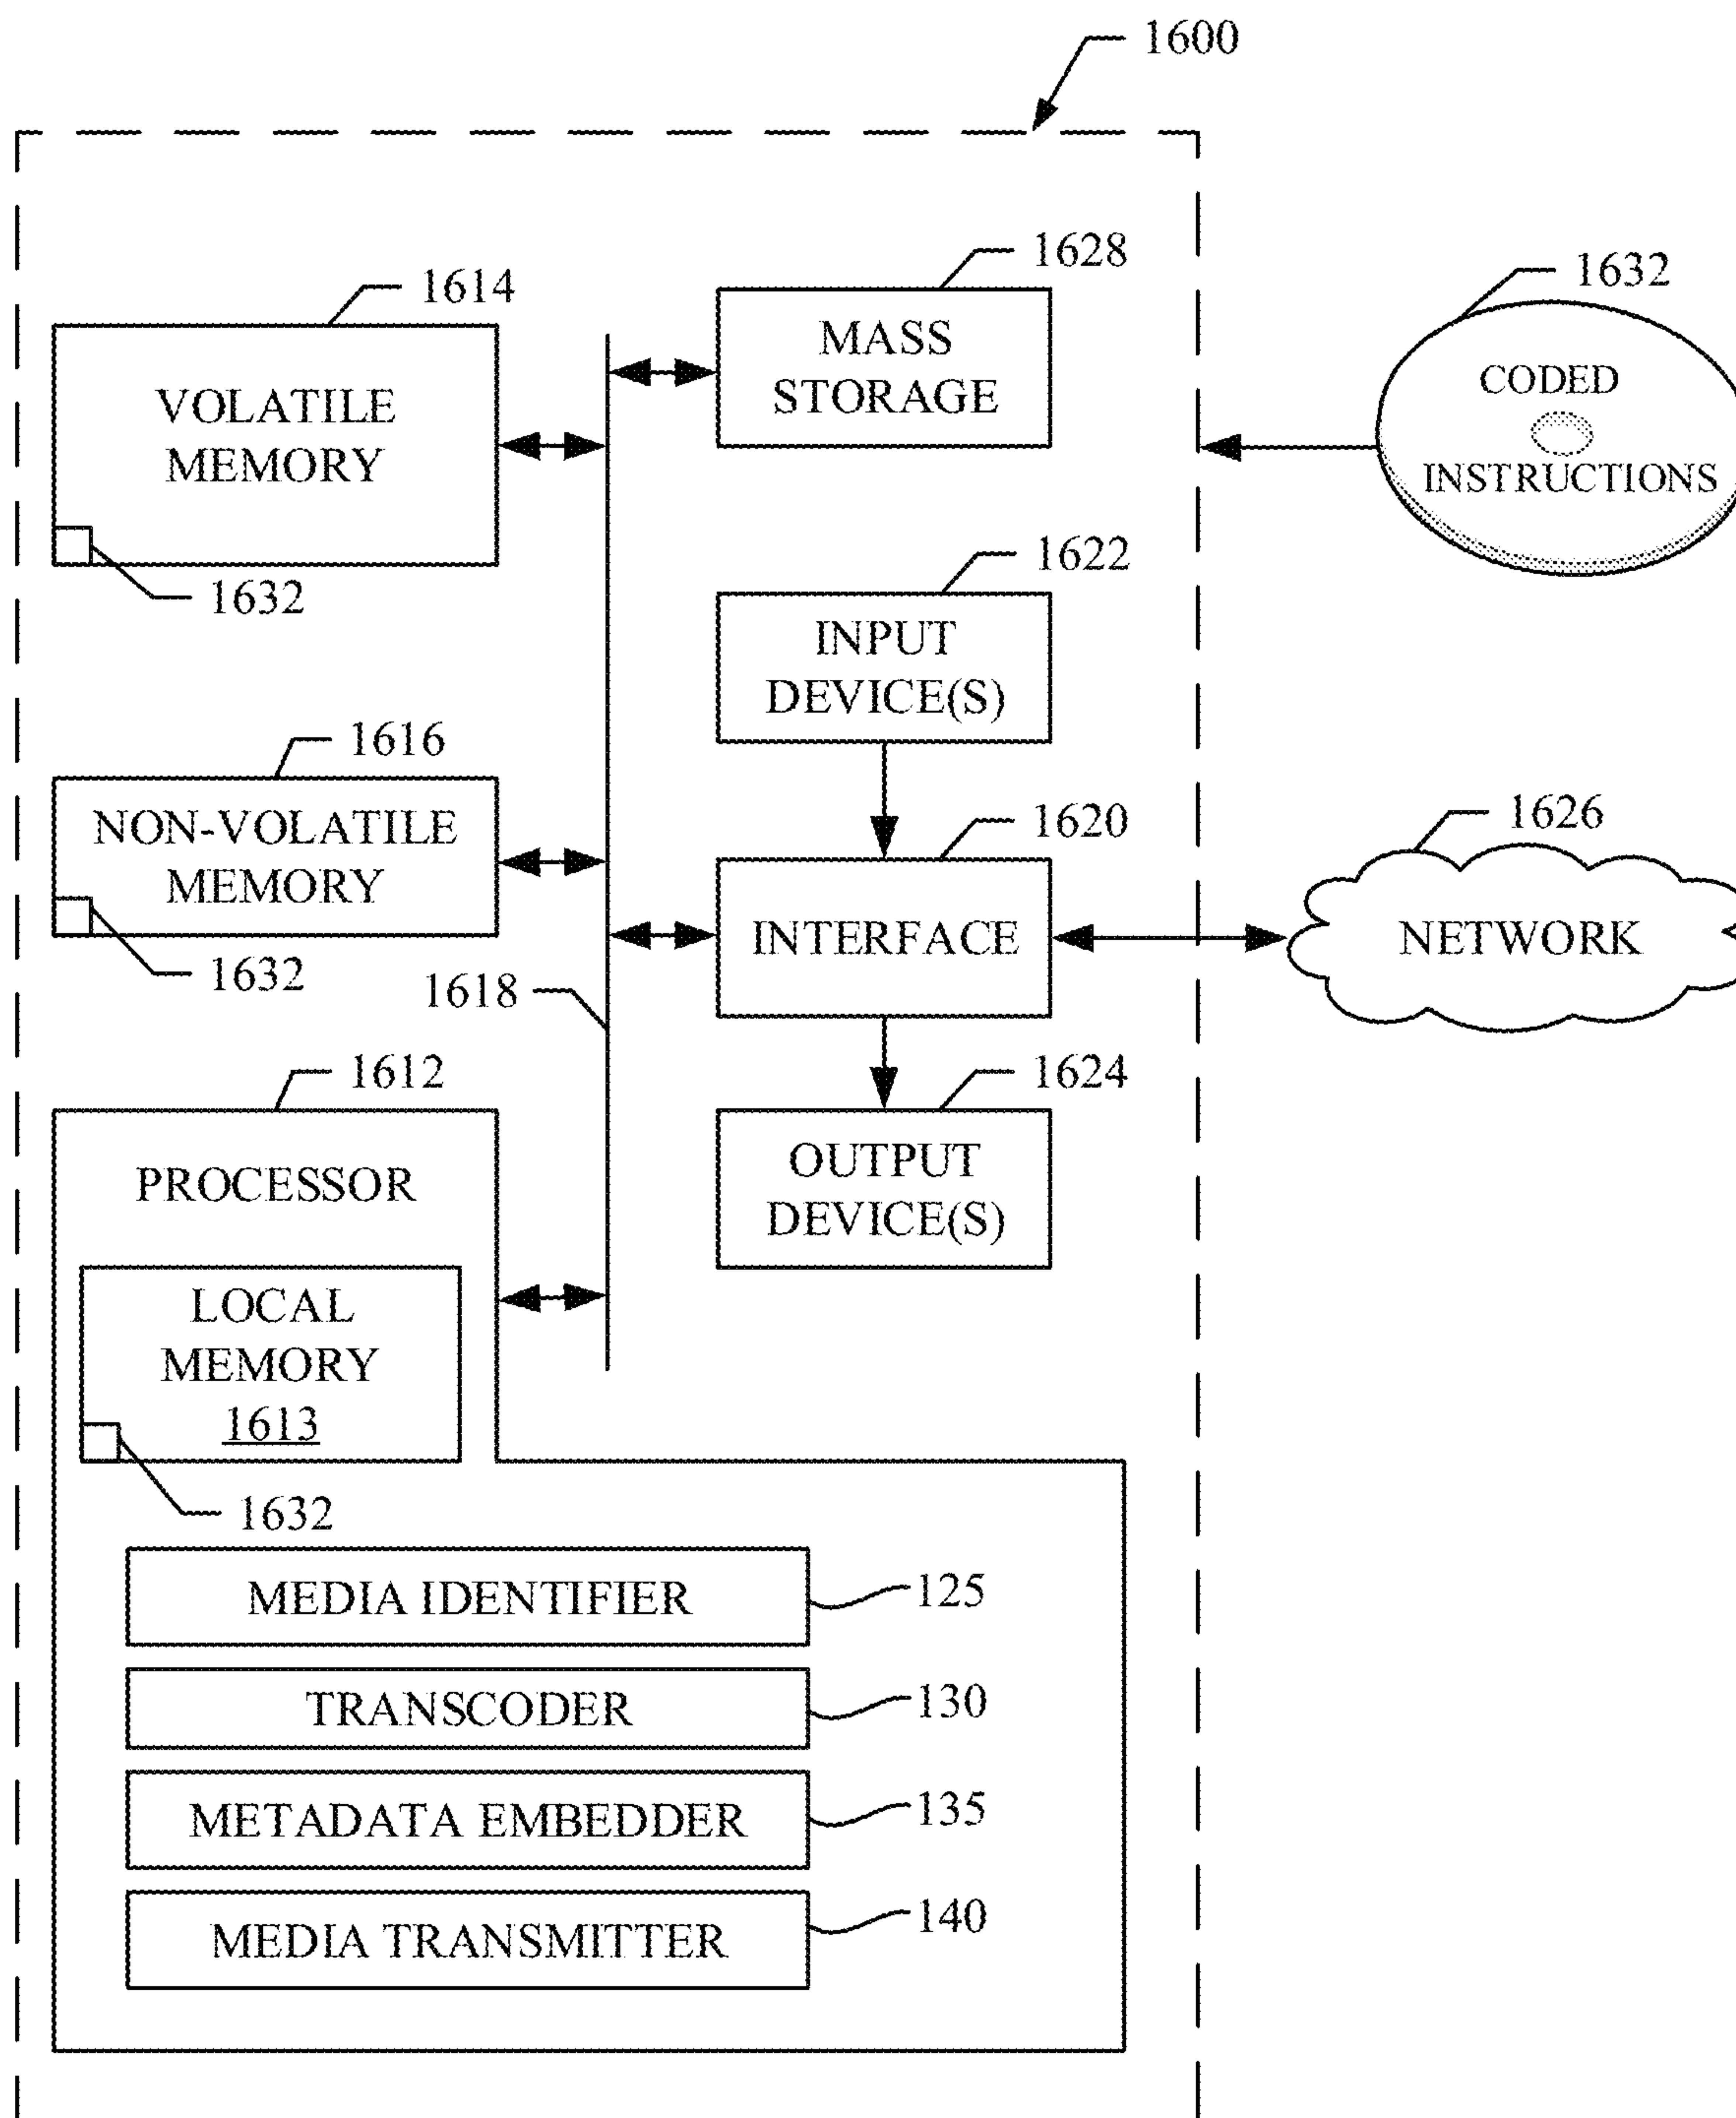 1600
1628
1614
1632
MASS
STORAGE
VOLATILE
MEMORY
CODED
INSTRUCTIONS
1632
1622
INPUT
DEVICE(S)
1616
NON-VOLATILE
MEMORY
1632
1620
1626
INTERFACE
NETWORK
1618
1612
1624
PROCESSOR
OUTPUT
DEVICE(S)
LOCAL
MEMORY
1613
1632
MEDIA IDENTIFIER
125
TRANSCODER
130
METADATA EMBEDDER
135
MEDIA TRANSMITTER
140